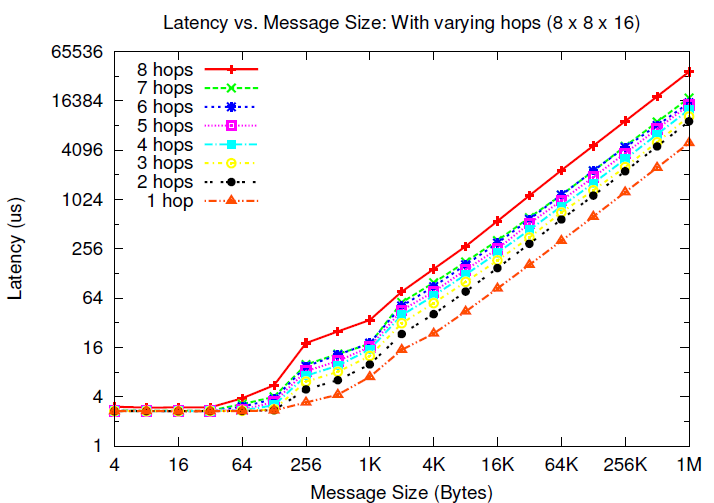 Latency vs. Message Size: With varying hops (8 x 8 x 16)
65536
16384
4096
1024
256
64
16
4
1
Latency (us)
8 hops
7 hops
6 hops
5 hops
4 hops
3 hops
2 hops
1 hop
4 16 64 256 1K 4K 16K 64K 256K 1M
Message Size (Bytes)